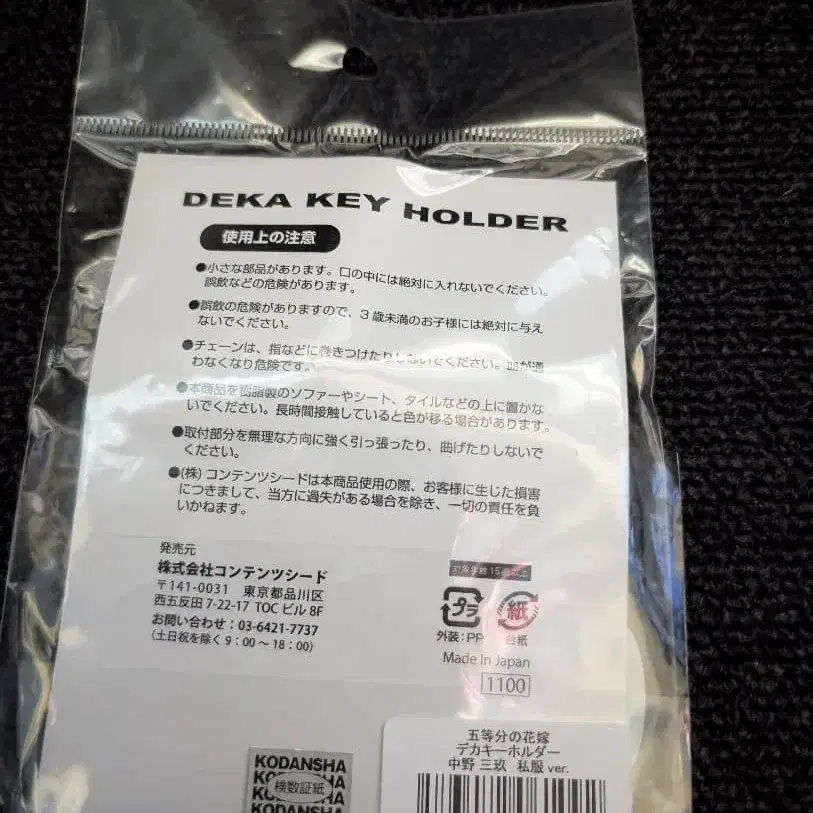 DEKA KEY HOLDER
使用上の注意
●小さな部品があります。口の中には絶対に入れないでください。
誤飲などの危険があります。
●誤飲の危険がありますので、3歳未満のお子様には絶対に与え
ないでください。
●チェーンは、指などに巻きつけたりしないでください。血が通
わなくなり危険です。
●本商品を樹脂製のソファーやシート、タイルなどの上に置かな
いでください。長時間接触していると色が移る場合があります。
●取付部分を無理な方向に強く引っ張ったり、曲げたりしないで
ください。
●(株)コンテンツシードは本商品使用の際、お客様に生じた損害
につきまして、当方に過失がある場合を除き、一切の責任を負
いかねます。
発売元
株式会社コンテンツシード
〒141-0031 東京都品川区
西五反田 7-22-17 TOC ビル 8F
お問い合わせ：03-6421-7737
(土日祝を除く 9：00 ～ 18：00)
対象年齢 15歳以上
プラ
紙
外装：PP
台紙
Made In Japan
1100
五等分の花嫁
デカキーホルダー
中野 三玖 私服 ver.
KODANSHA
検数証紙
KODANSHA